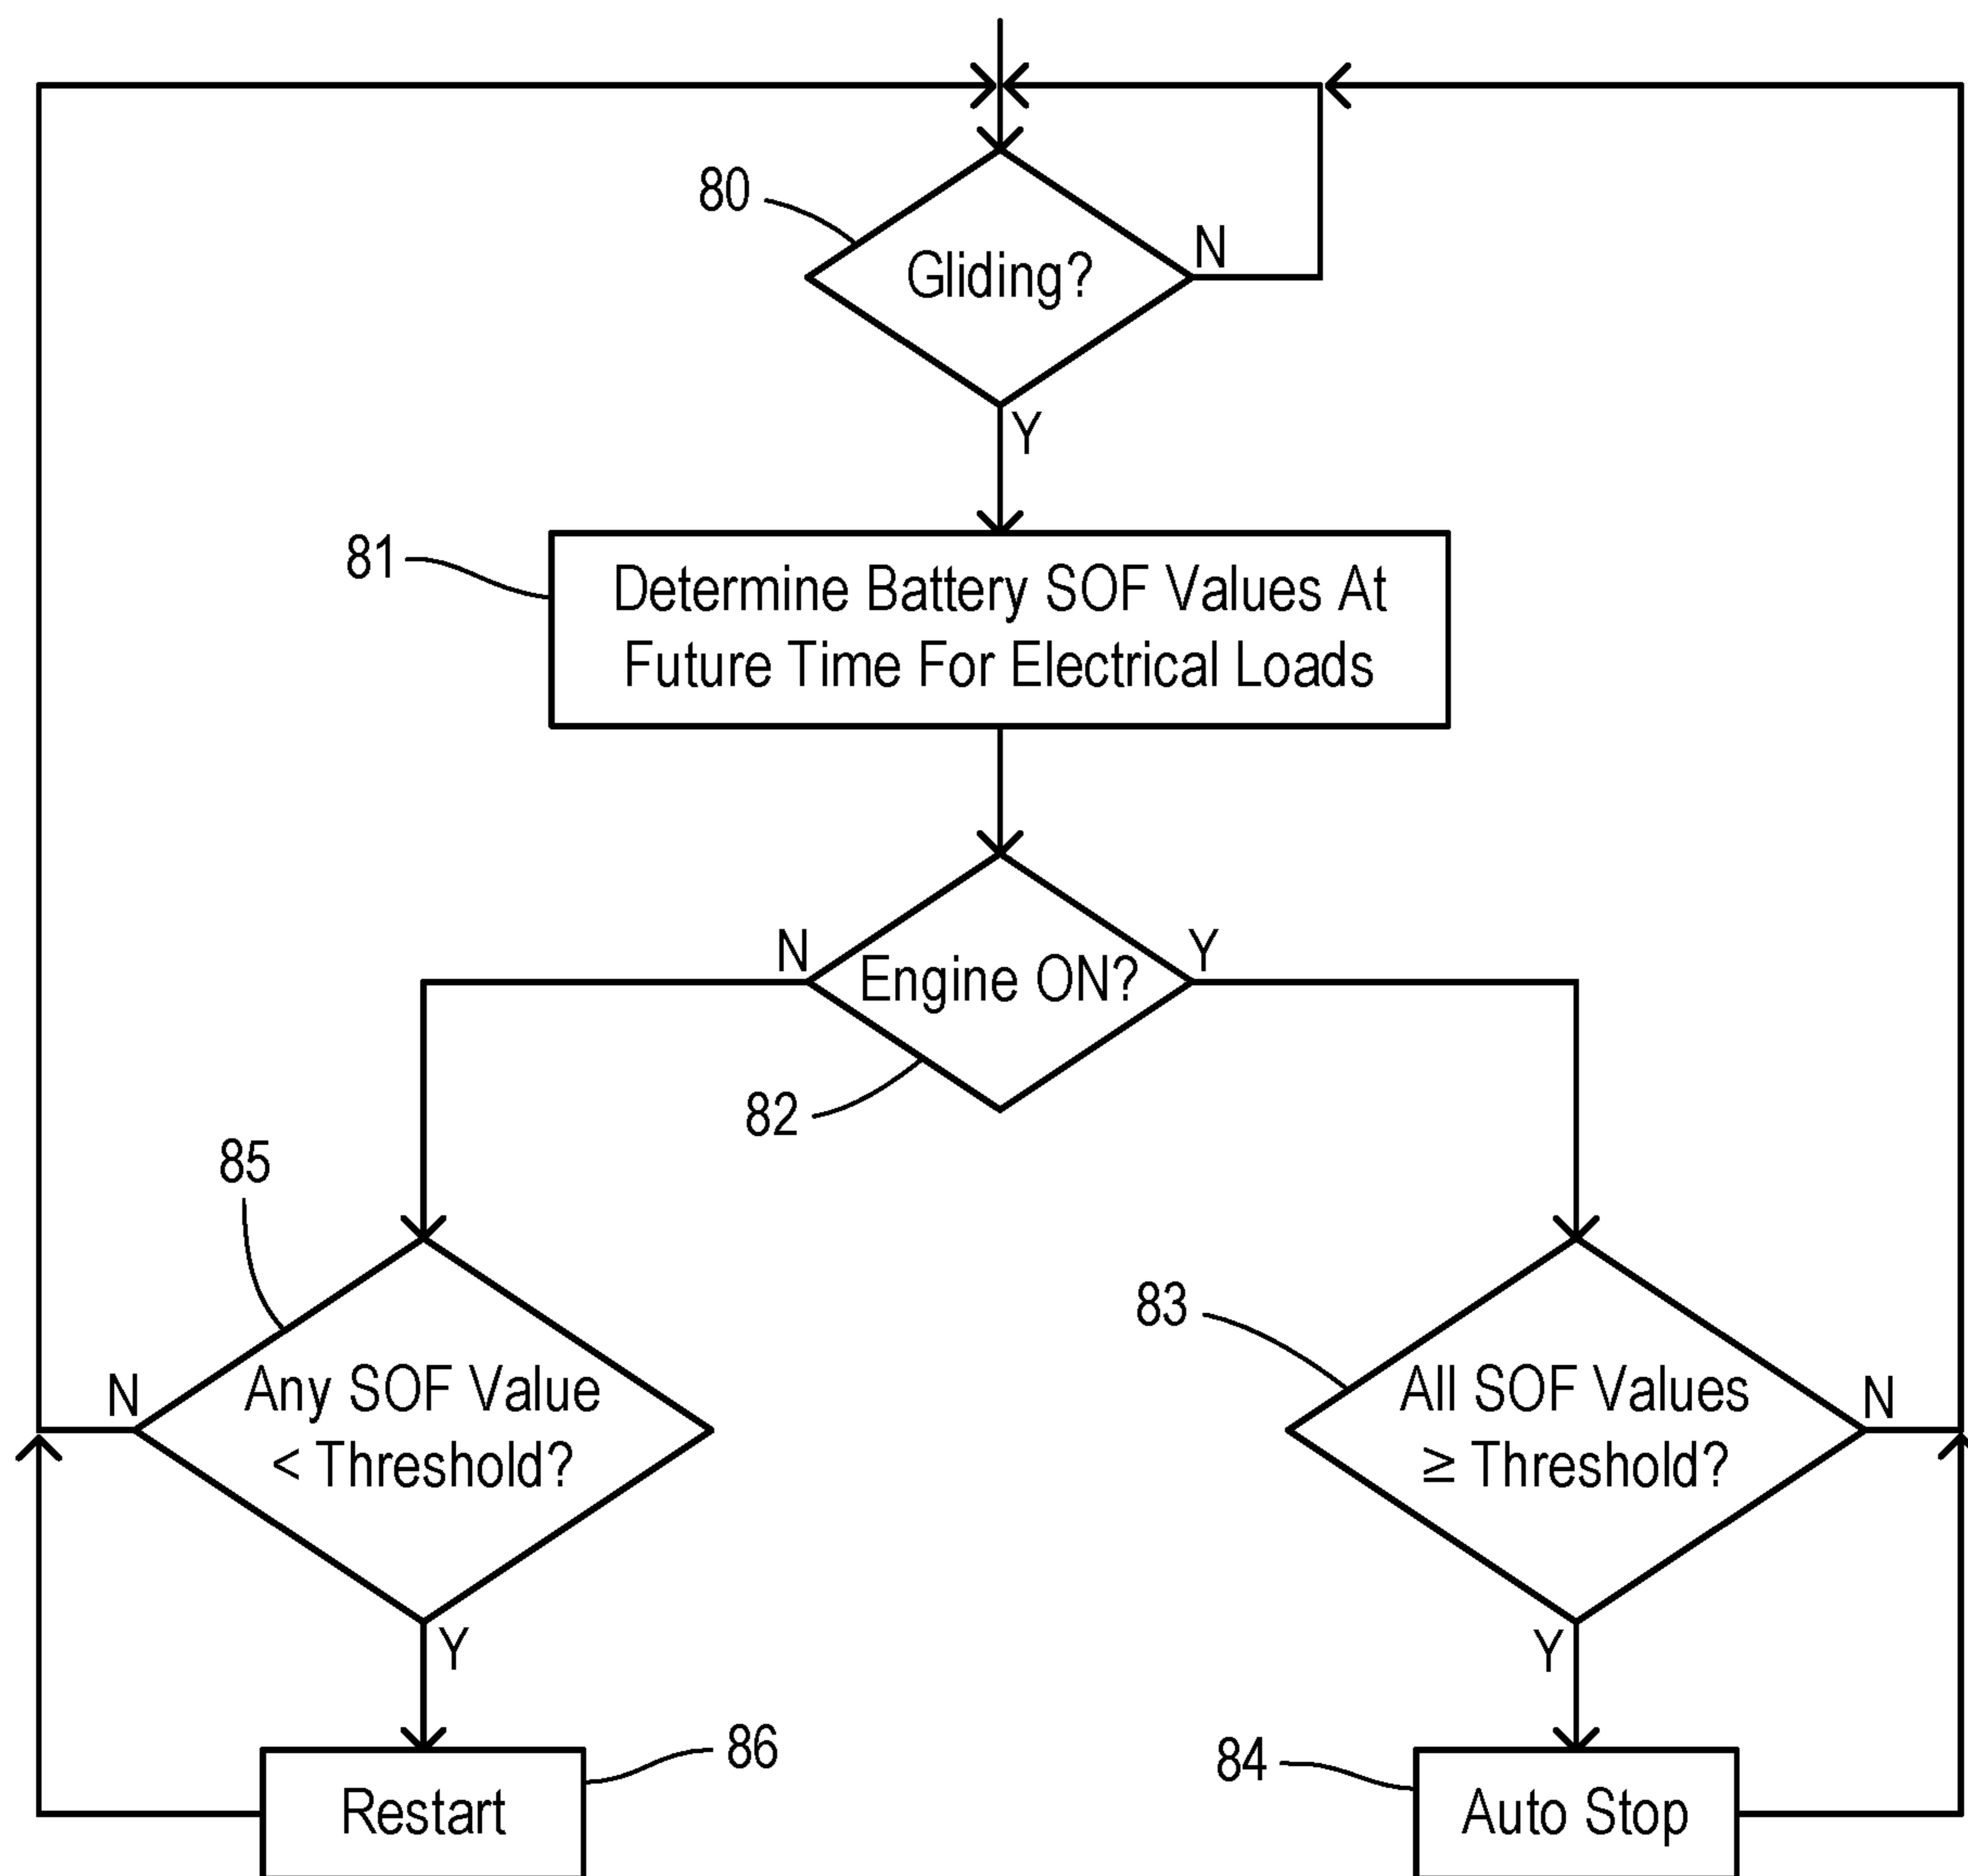 80
Gliding?
N
Y
81
Determine Battery SOF Values At
Future Time For Electrical Loads
N
Engine ON?
Y
82
85
83
N
Any SOF Value
< Threshold?
All SOF Values
≥ Threshold?
N
Y
Y
86
84
Restart
Auto Stop